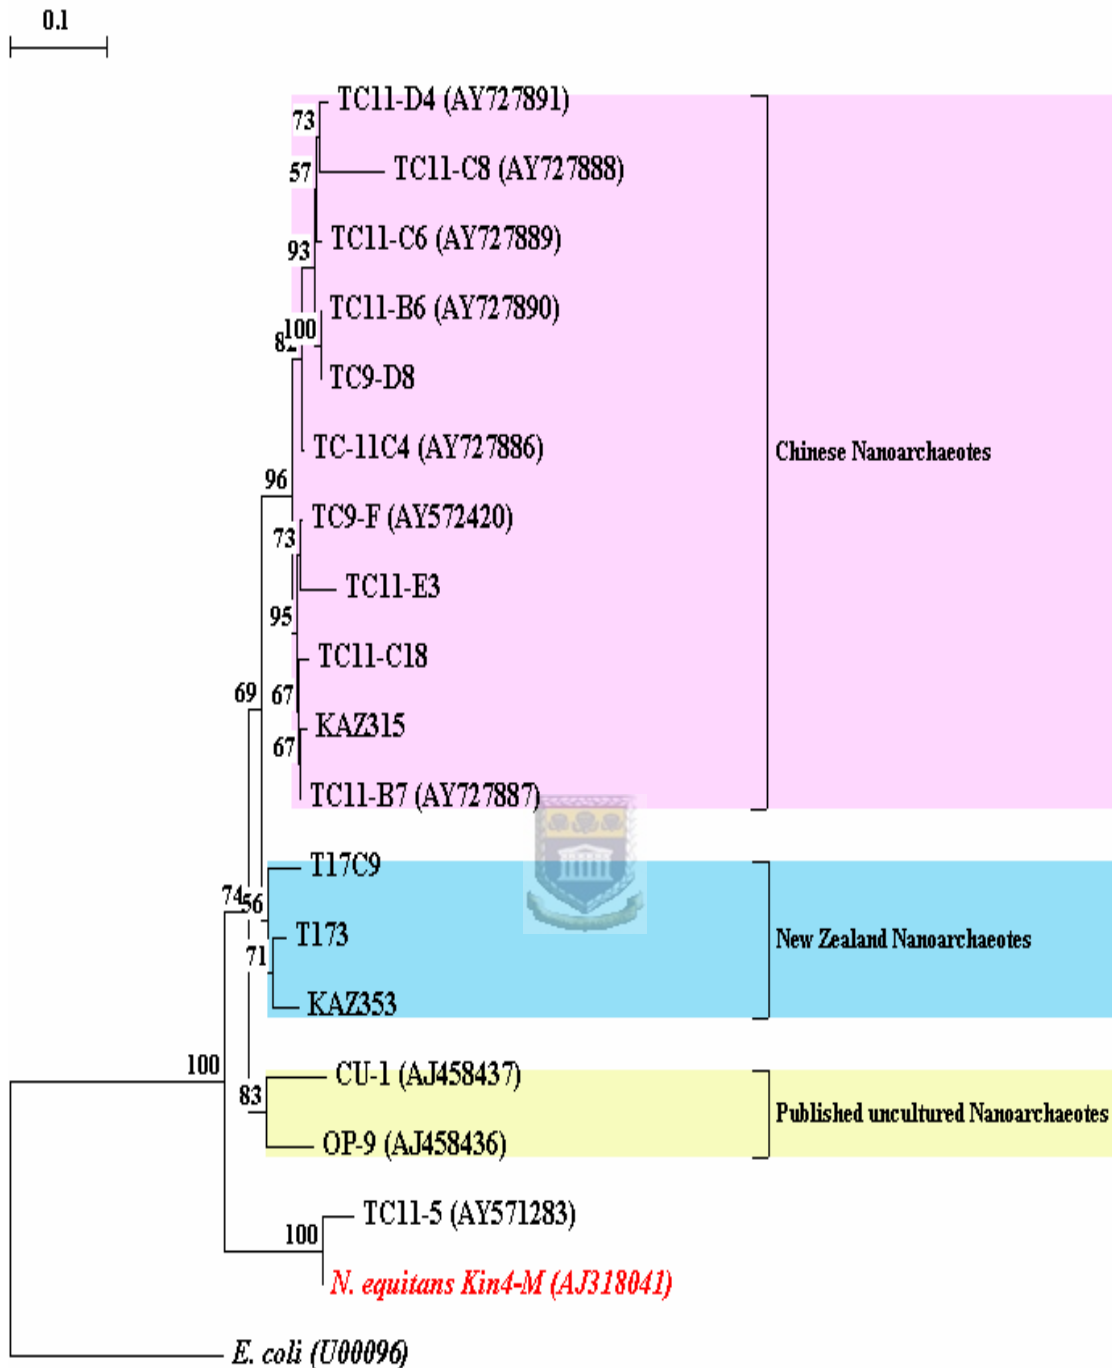 0.1
TC11-D4 (AY727891)
73
TC11-C8 (AY727888)
57
TC11-C6 (AY727889)
93
TC11-B6 (AY727890)
100
TC9-D8
TC-11C4 (AY727886)
Chinese Nanoarchaeotes
96
TC9-F (AY572420)
73
TC11-E3
95
TC11-C18
69
67
KAZ315
67
TC11-B7 (AY727887)
T17C9
74
56
T173
New Zealand Nanoarchaeotes
71
KAZ353
100
CU-1 (AJ458437)
83
Published uncultured Nanoarchaeotes
OP-9 (AJ458436)
TC11-5 (AY571283)
100
N. equitans Kin4-M (AJ318041)
E. coli (U00096)